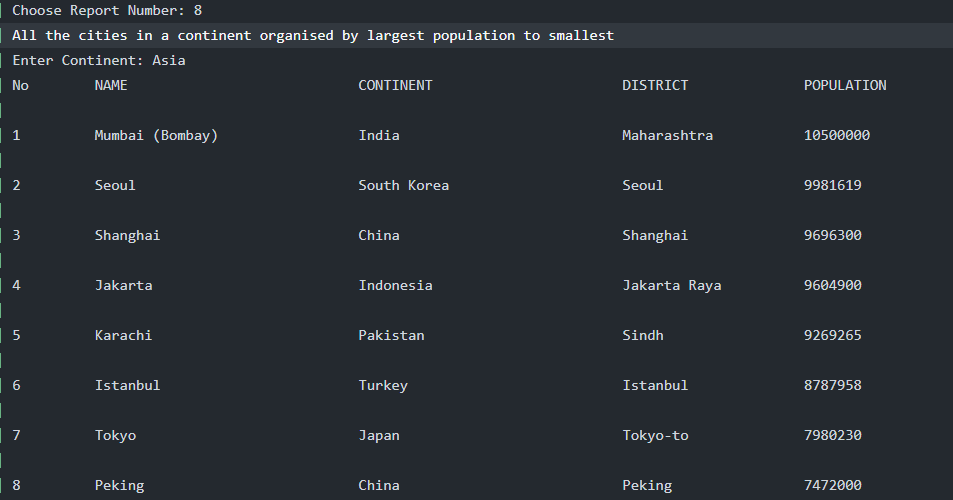 Choose Report Number: 8
All the cities in a continent organised by largest population to smallest
Enter Continent: Asia
No NAME CONTINENT DISTRICT POPULATION
1 Mumbai (Bombay) India Maharashtra 10500000
2 Seoul South Korea Seoul 9981619
3 Shanghai China Shanghai 9696300
4 Jakarta Indonesia Jakarta Raya 9604900
5 Karachi Pakistan Sindh 9269265
6 Istanbul Turkey Istanbul 8787958
7 Tokyo Japan Tokyo-to 7980230
8 Peking China Peking 7472000